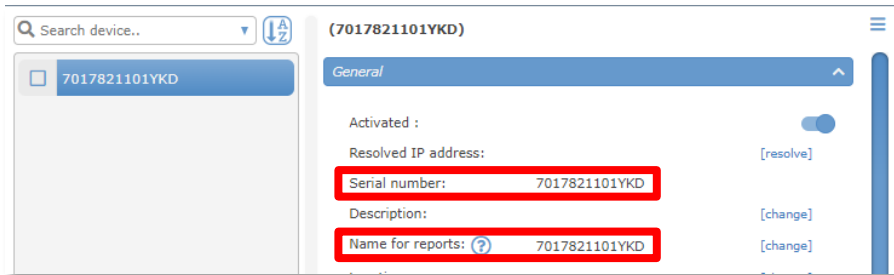 Search device..
7017821101YKD
(7017821101YKD)
General
Activated :
Resolved IP address: [resolve]
Serial number: 7017821101YKD
Description: [change]
Name for reports: ? 7017821101YKD [change]